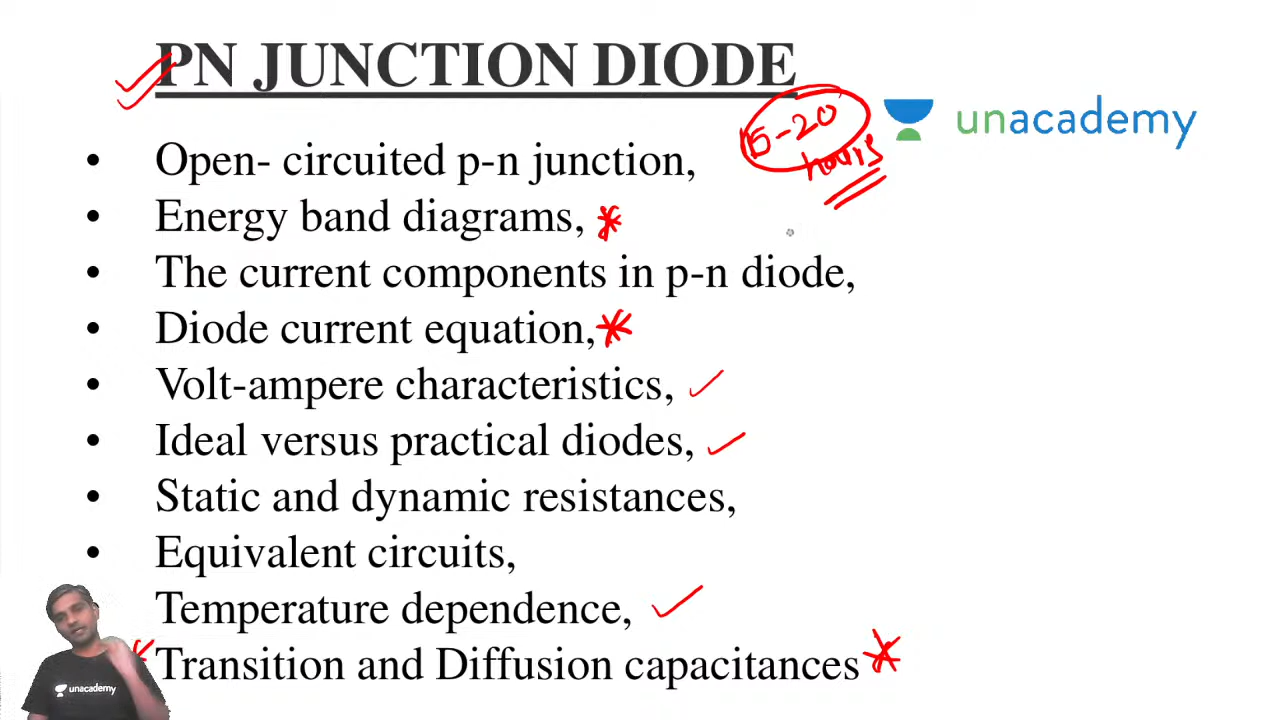 PN JUNCTION DIODE
15-20
hours
unacademy
• Open- circuited p-n junction,
• Energy band diagrams, *
• The current components in p-n diode,
• Diode current equation, *
• Volt-ampere characteristics, ✓
• Ideal versus practical diodes, ✓
• Static and dynamic resistances,
• Equivalent circuits,
Temperature dependence, ✓
* Transition and Diffusion capacitances *
unacademy